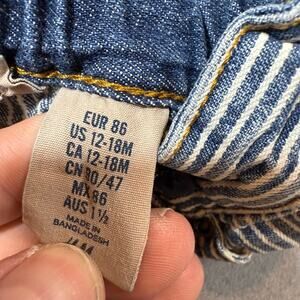 EUR 86
US 12-18M
CA 12-18M
CN 80/47
MX 86
AUS 1½
MADE IN
BANGLADESH